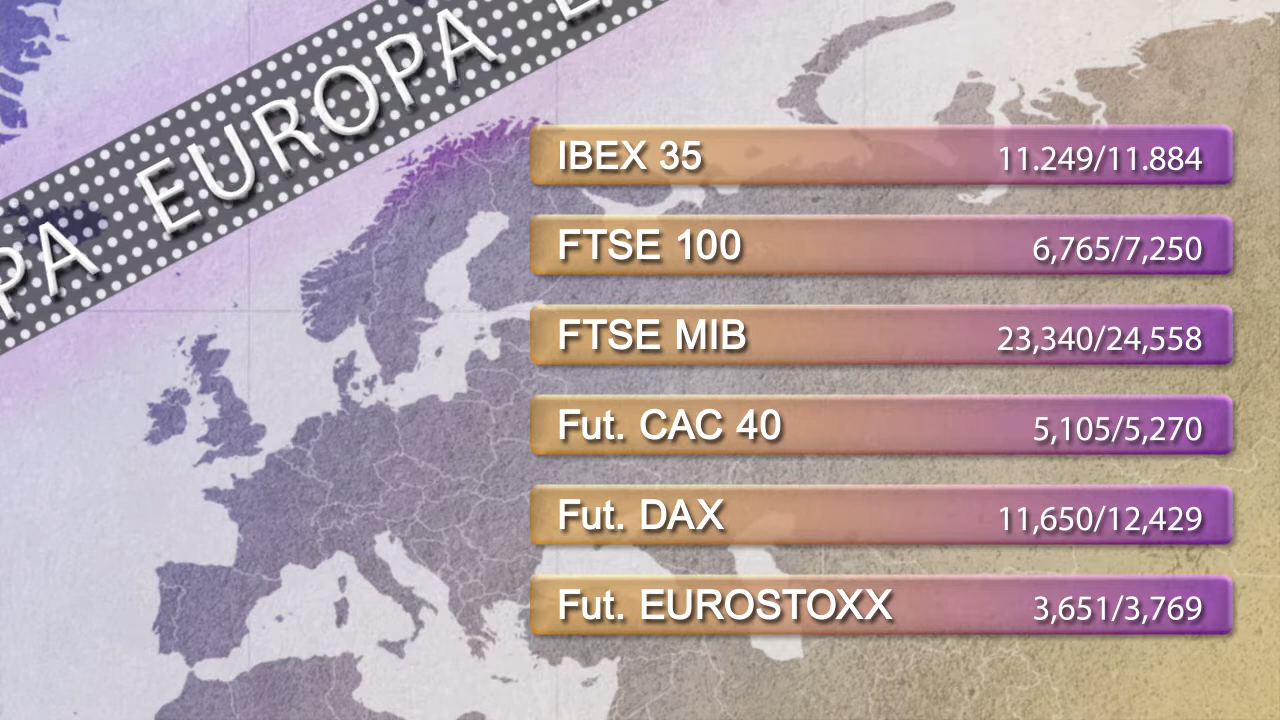 PA EUROPA E
IBEX 35 11.249/11.884
FTSE 100 6,765/7,250
FTSE MIB 23,340/24,558
Fut. CAC 40 5,105/5,270
Fut. DAX 11,650/12,429
Fut. EUROSTOXX 3,651/3,769